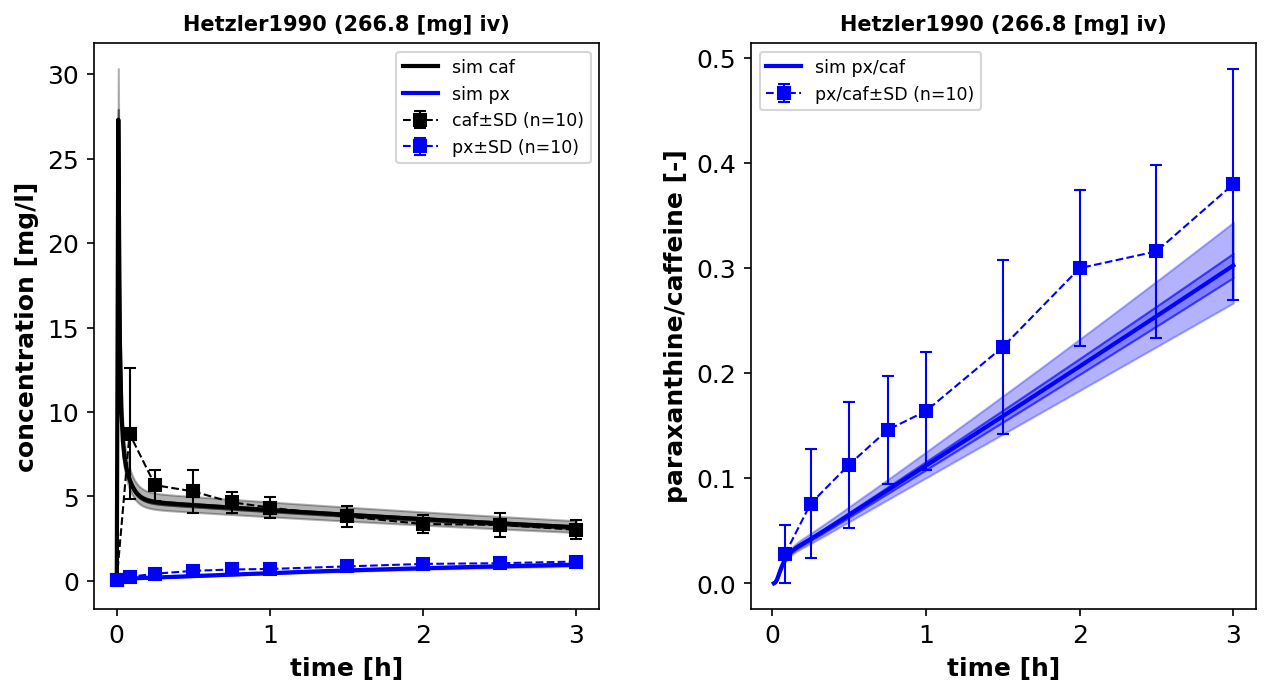 Hetzler1990 (266.8 [mg] iv)
concentration [mg/l]
30
25
20
15
10
5
0
sim caf
sim px
caf±SD (n=10)
px±SD (n=10)
0 1 2 3
time [h]
Hetzler1990 (266.8 [mg] iv)
paraxanthine/caffeine [-]
0.5
0.4
0.3
0.2
0.1
0.0
sim px/caf
px/caf±SD (n=10)
0 1 2 3
time [h]